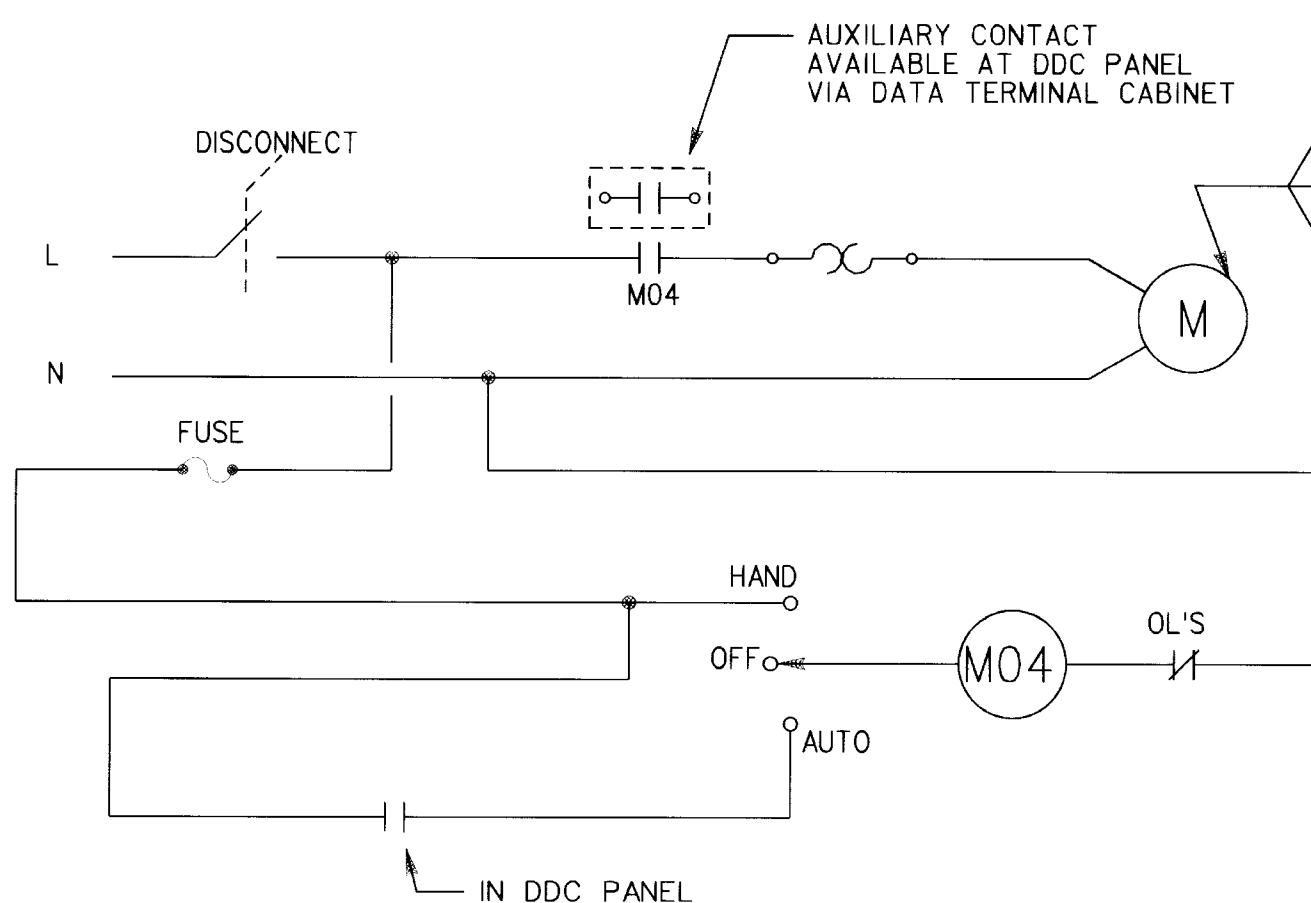 AUXILIARY CONTACT
AVAILABLE AT DDC PANEL
VIA DATA TERMINAL CABINET
DISCONNECT
L
M04
M
N
FUSE
HAND
OL'S
OFF
M04
AUTO
IN DDC PANEL